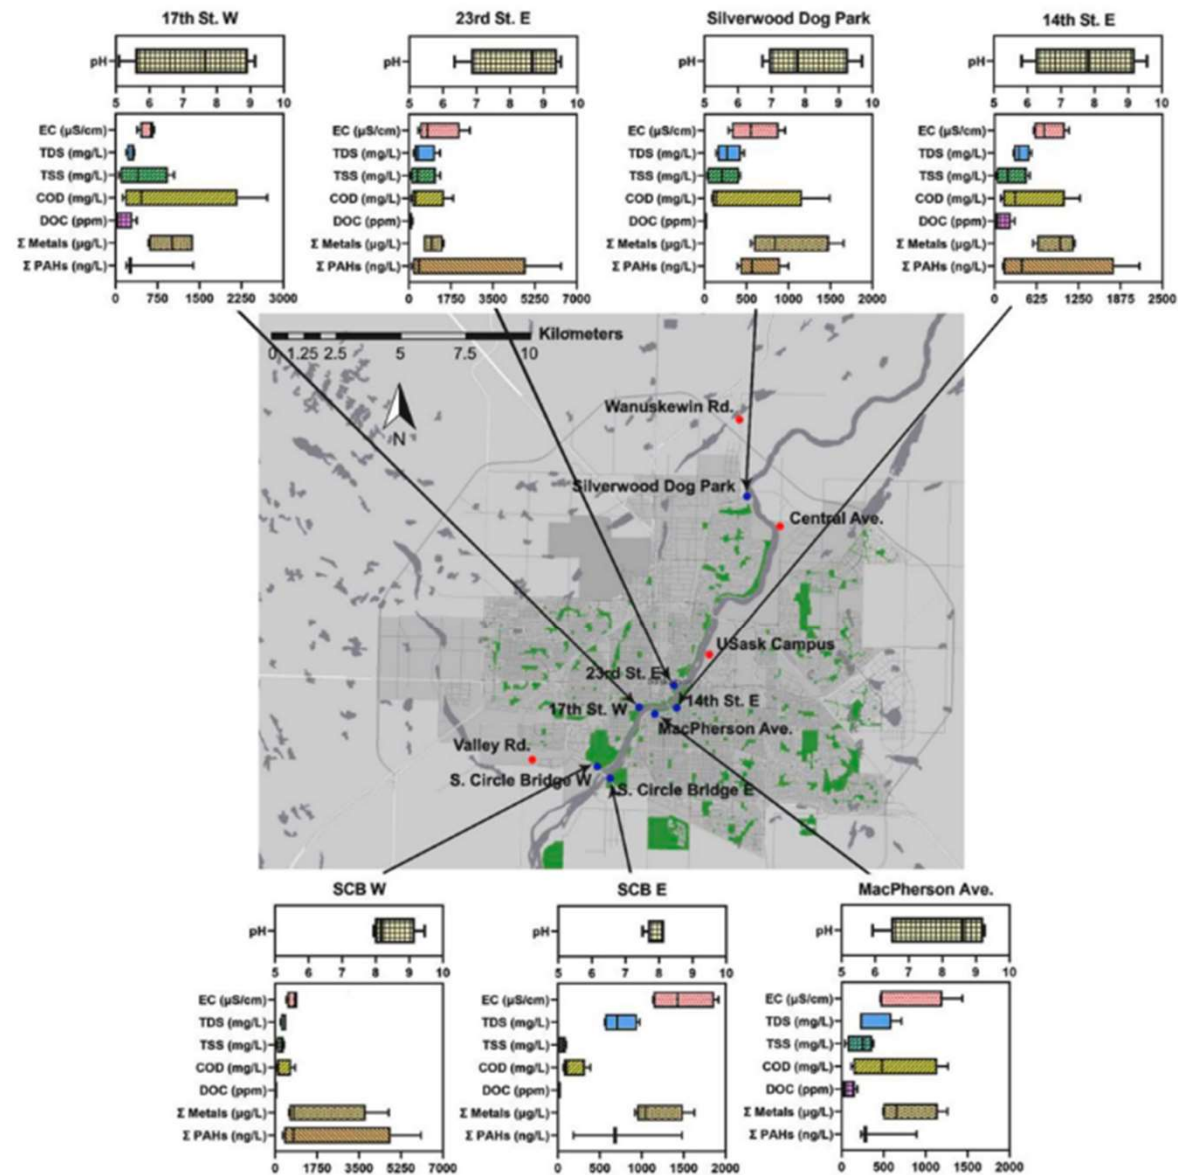 17th St. W 23rd St. E Silverwood Dog Park 14th St. E
pH pH pH pH
5 6 7 8 9 10 5 6 7 8 9 10 5 6 7 8 9 10 5 6 7 8 9 10
EC (µS/cm) EC (µS/cm) EC (µS/cm) EC (µS/cm)
TDS (mg/L) TDS (mg/L) TDS (mg/L) TDS (mg/L)
TSS (mg/L) TSS (mg/L) TSS (mg/L) TSS (mg/L)
COD (mg/L) COD (mg/L) COD (mg/L) COD (mg/L)
DOC (ppm) DOC (ppm) DOC (ppm) DOC (ppm)
Σ Metals (µg/L) Σ Metals (µg/L) Σ Metals (µg/L) Σ Metals (µg/L)
Σ PAHs (ng/L) Σ PAHs (ng/L) Σ PAHs (ng/L) Σ PAHs (ng/L)
0 750 1500 2250 3000 0 1750 3500 5250 7000 0 500 1000 1500 2000 0 625 1250 1875 2500
Kilometers
0 1.25 2.5 5 7.5 10
Wanuskewin Rd.
N
Silverwood Dog Park
Central Ave.
USask Campus
23rd St. E
14th St. E
17th St. W
MacPherson Ave.
Valley Rd.
S. Circle Bridge W
S. Circle Bridge E
SCB W SCB E MacPherson Ave.
pH pH pH
5 6 7 8 9 10 5 6 7 8 9 10 5 6 7 8 9 10
EC (µS/cm) EC (µS/cm) EC (µS/cm)
TDS (mg/L) TDS (mg/L) TDS (mg/L)
TSS (mg/L) TSS (mg/L) TSS (mg/L)
COD (mg/L) COD (mg/L) COD (mg/L)
DOC (ppm) DOC (ppm) DOC (ppm)
Σ Metals (µg/L) Σ Metals (µg/L) Σ Metals (µg/L)
Σ PAHs (ng/L) Σ PAHs (ng/L) Σ PAHs (ng/L)
0 1750 3500 5250 7000 0 500 1000 1500 2000 0 500 1000 1500 2000